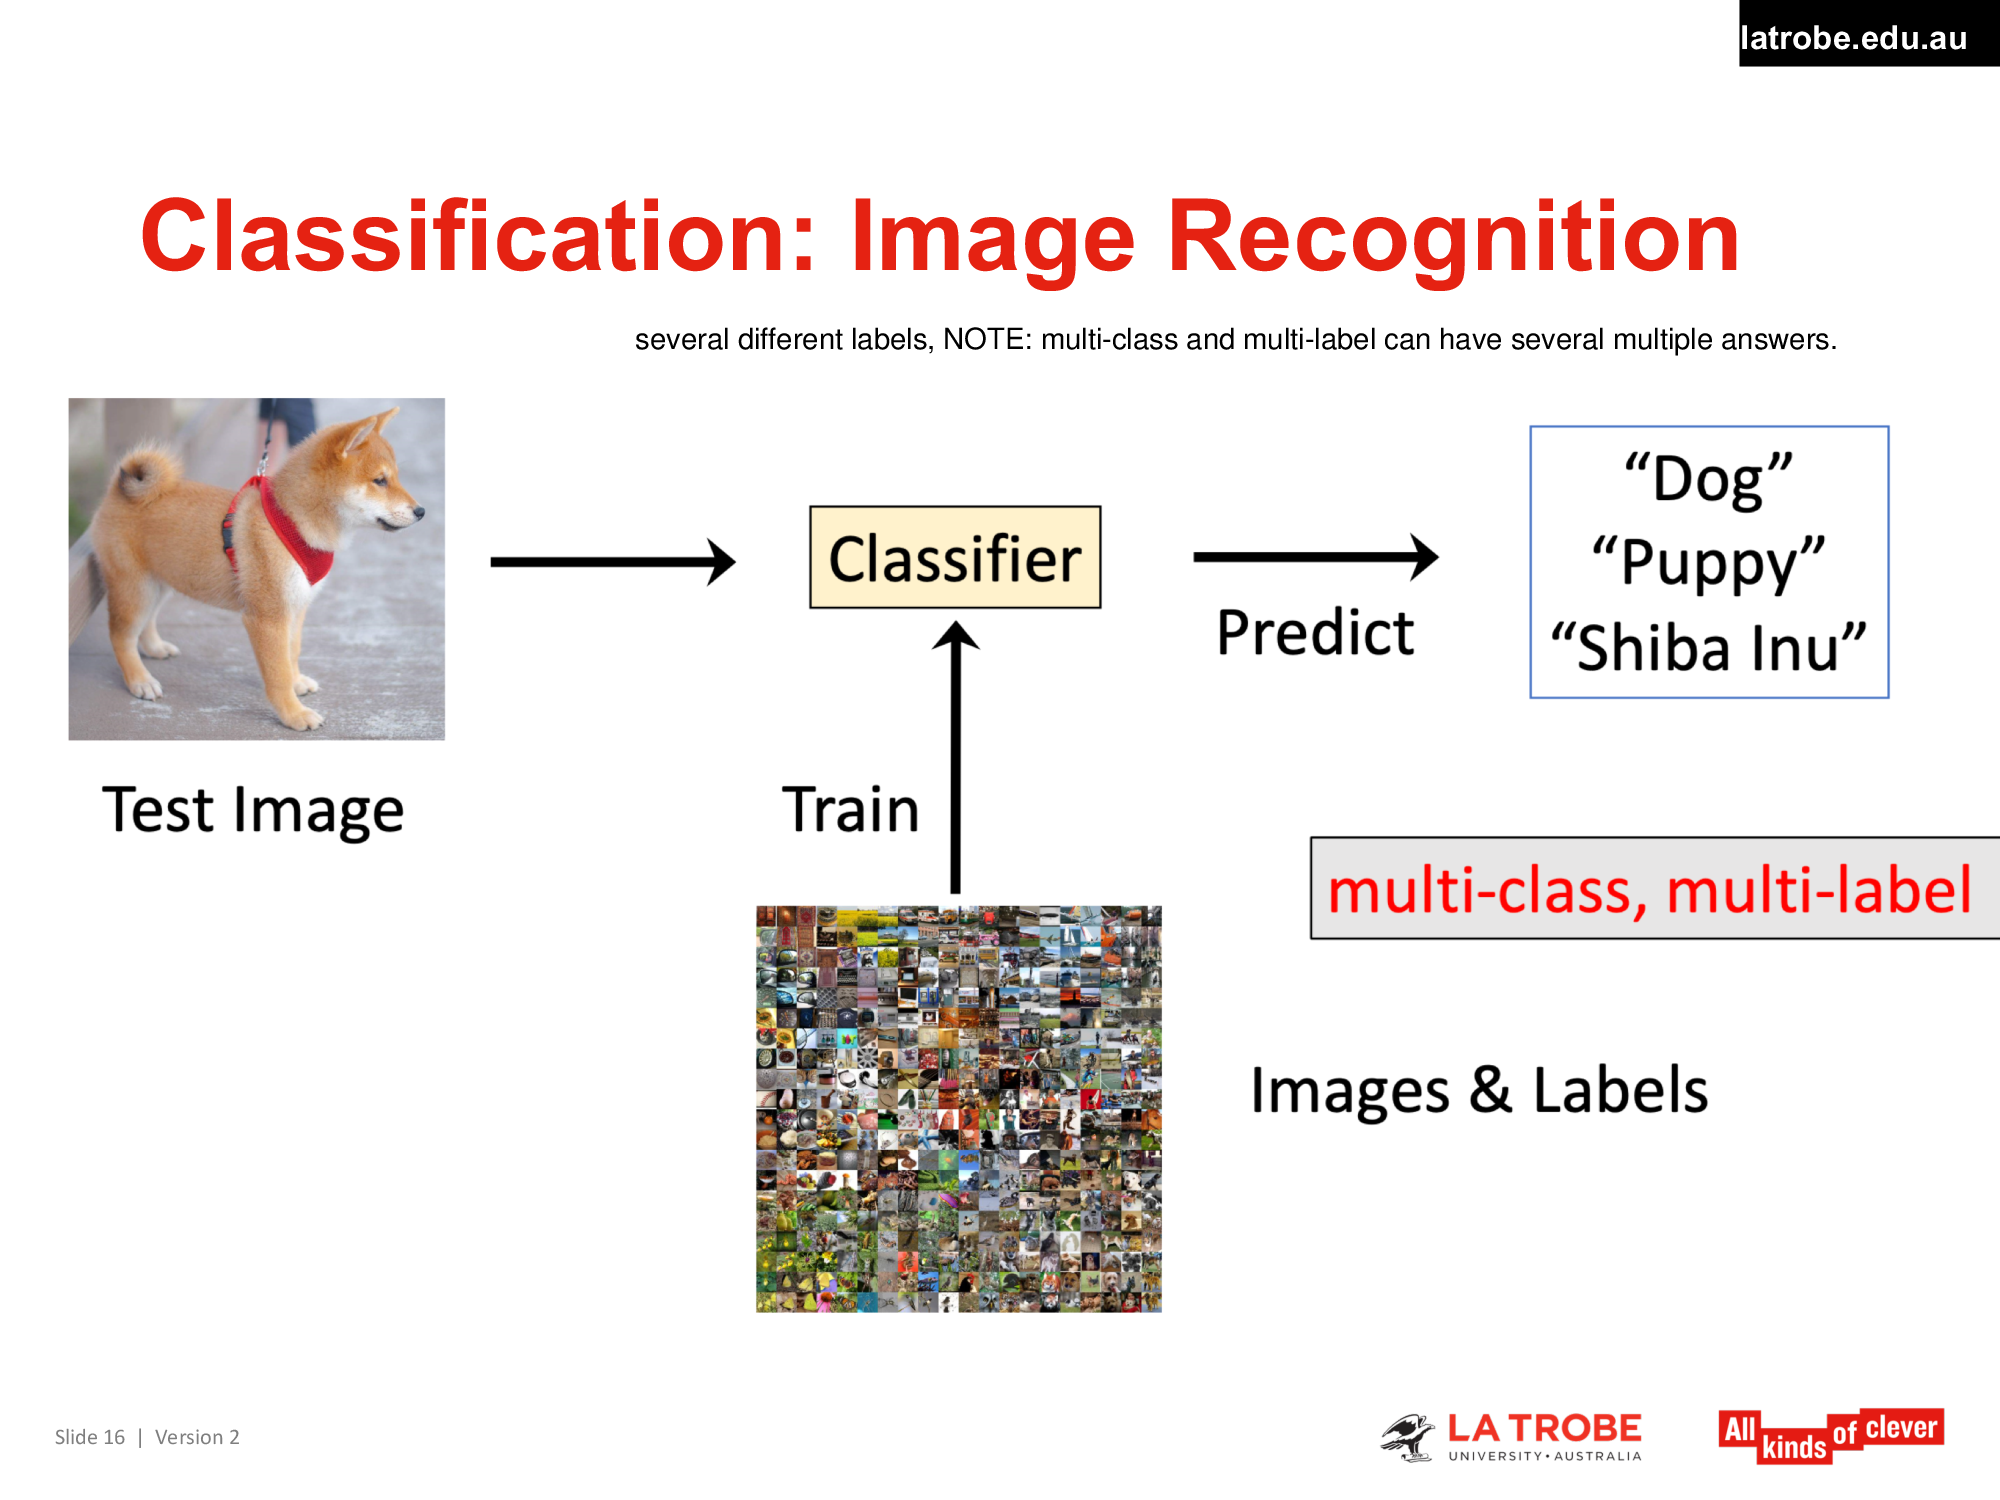 latrobe.edu.au
Classification: Image Recognition
several different labels, NOTE: multi-class and multi-label can have several multiple answers.
“Dog”
“Puppy”
“Shiba Inu”
Classifier
Predict
Test Image
Train
multi-class, multi-label
Images & Labels
Slide 16 | Version 2
LA TROBE
UNIVERSITY • AUSTRALIA
All kinds of clever